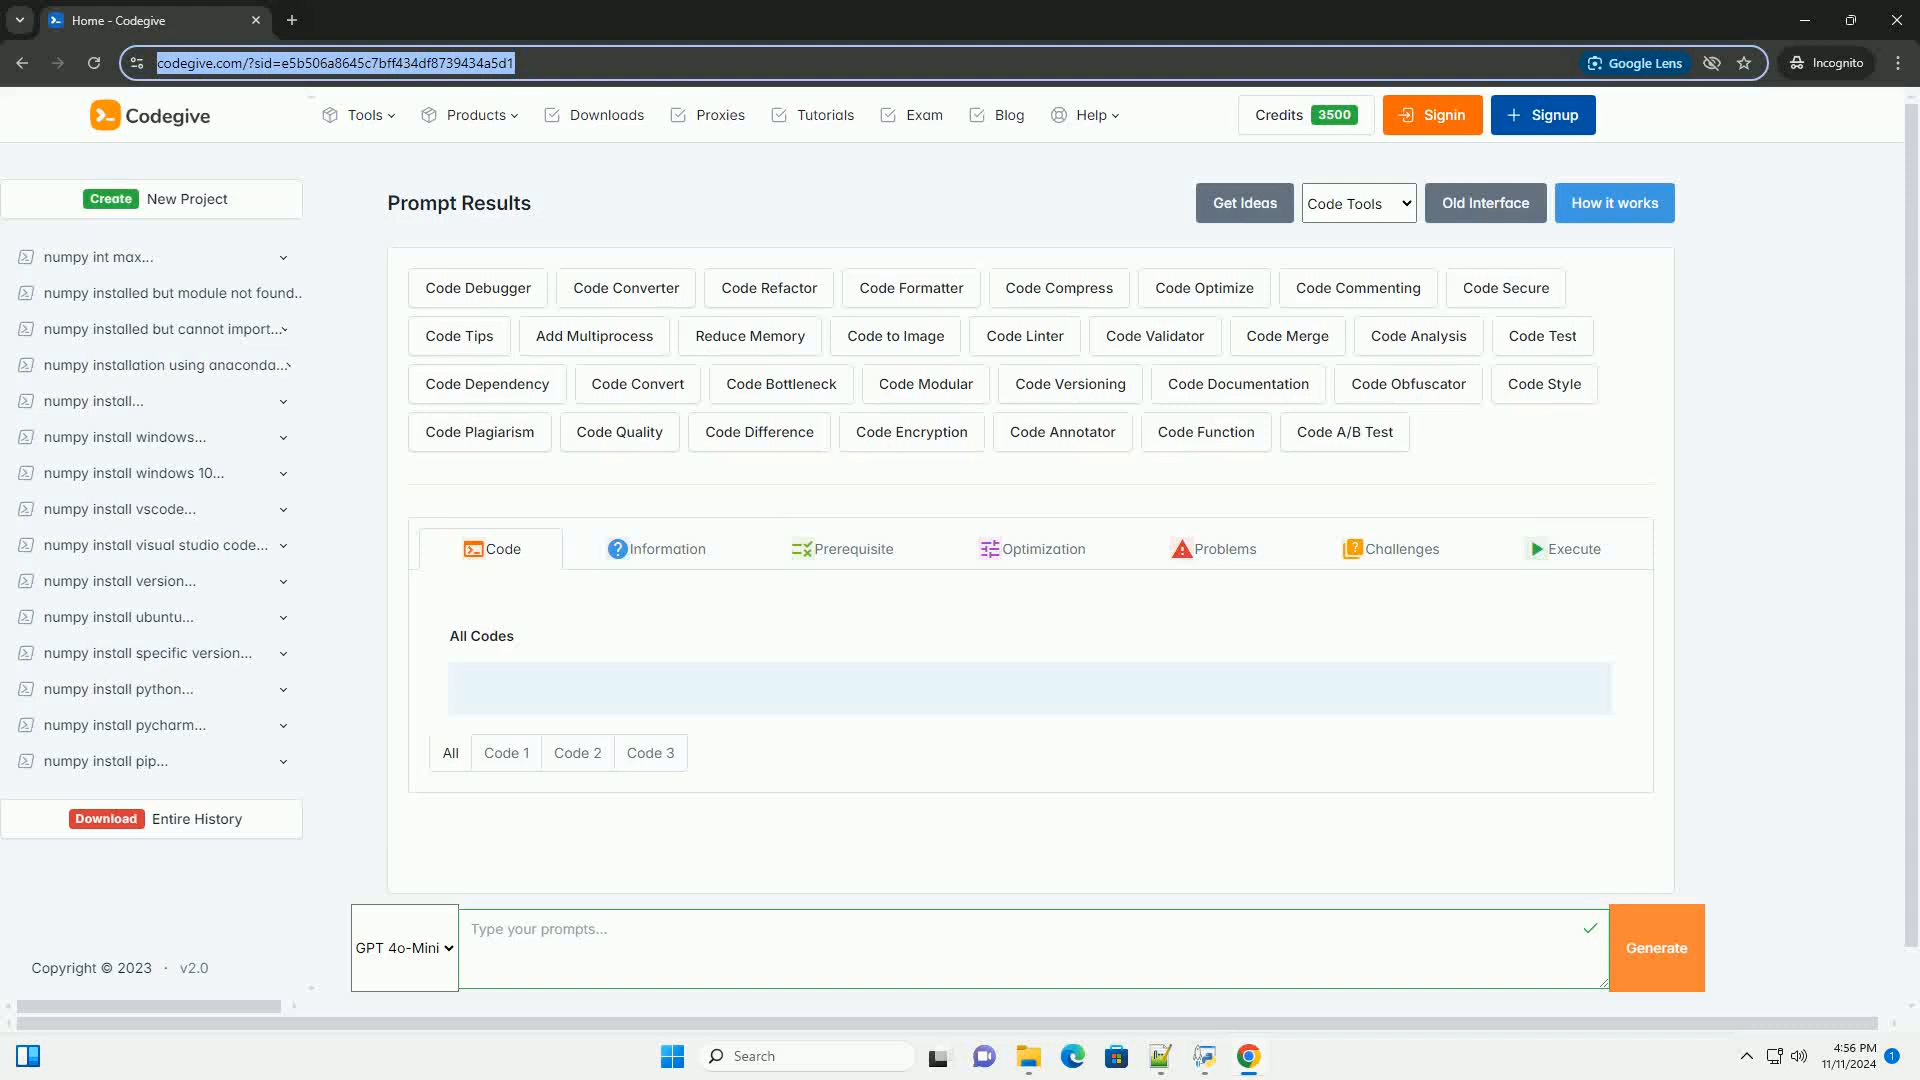 Home - Codegive
codegive.com/?sid=e5b506a8645c7bff434df8739434a5d1
Google Lens
Incognito
Codegive
Tools
Products
Downloads
Proxies
Tutorials
Exam
Blog
Help
Credits 3500
Signin
Signup
Create New Project
numpy int max...
numpy installed but module not found..
numpy installed but cannot import...
numpy installation using anaconda...
numpy install...
numpy install windows...
numpy install windows 10...
numpy install vscode...
numpy install visual studio code...
numpy install version...
numpy install ubuntu...
numpy install specific version...
numpy install python...
numpy install pycharm...
numpy install pip...
Download Entire History
Copyright © 2023 · v2.0
Prompt Results
Get Ideas
Code Tools
Old Interface
How it works
Code Debugger
Code Converter
Code Refactor
Code Formatter
Code Compress
Code Optimize
Code Commenting
Code Secure
Code Tips
Add Multiprocess
Reduce Memory
Code to Image
Code Linter
Code Validator
Code Merge
Code Analysis
Code Test
Code Dependency
Code Convert
Code Bottleneck
Code Modular
Code Versioning
Code Documentation
Code Obfuscator
Code Style
Code Plagiarism
Code Quality
Code Difference
Code Encryption
Code Annotator
Code Function
Code A/B Test
Code
Information
Prerequisite
Optimization
Problems
Challenges
Execute
All Codes
All
Code 1
Code 2
Code 3
GPT 4o-Mini
Type your prompts...
Generate
Search
4:56 PM
11/11/2024
1